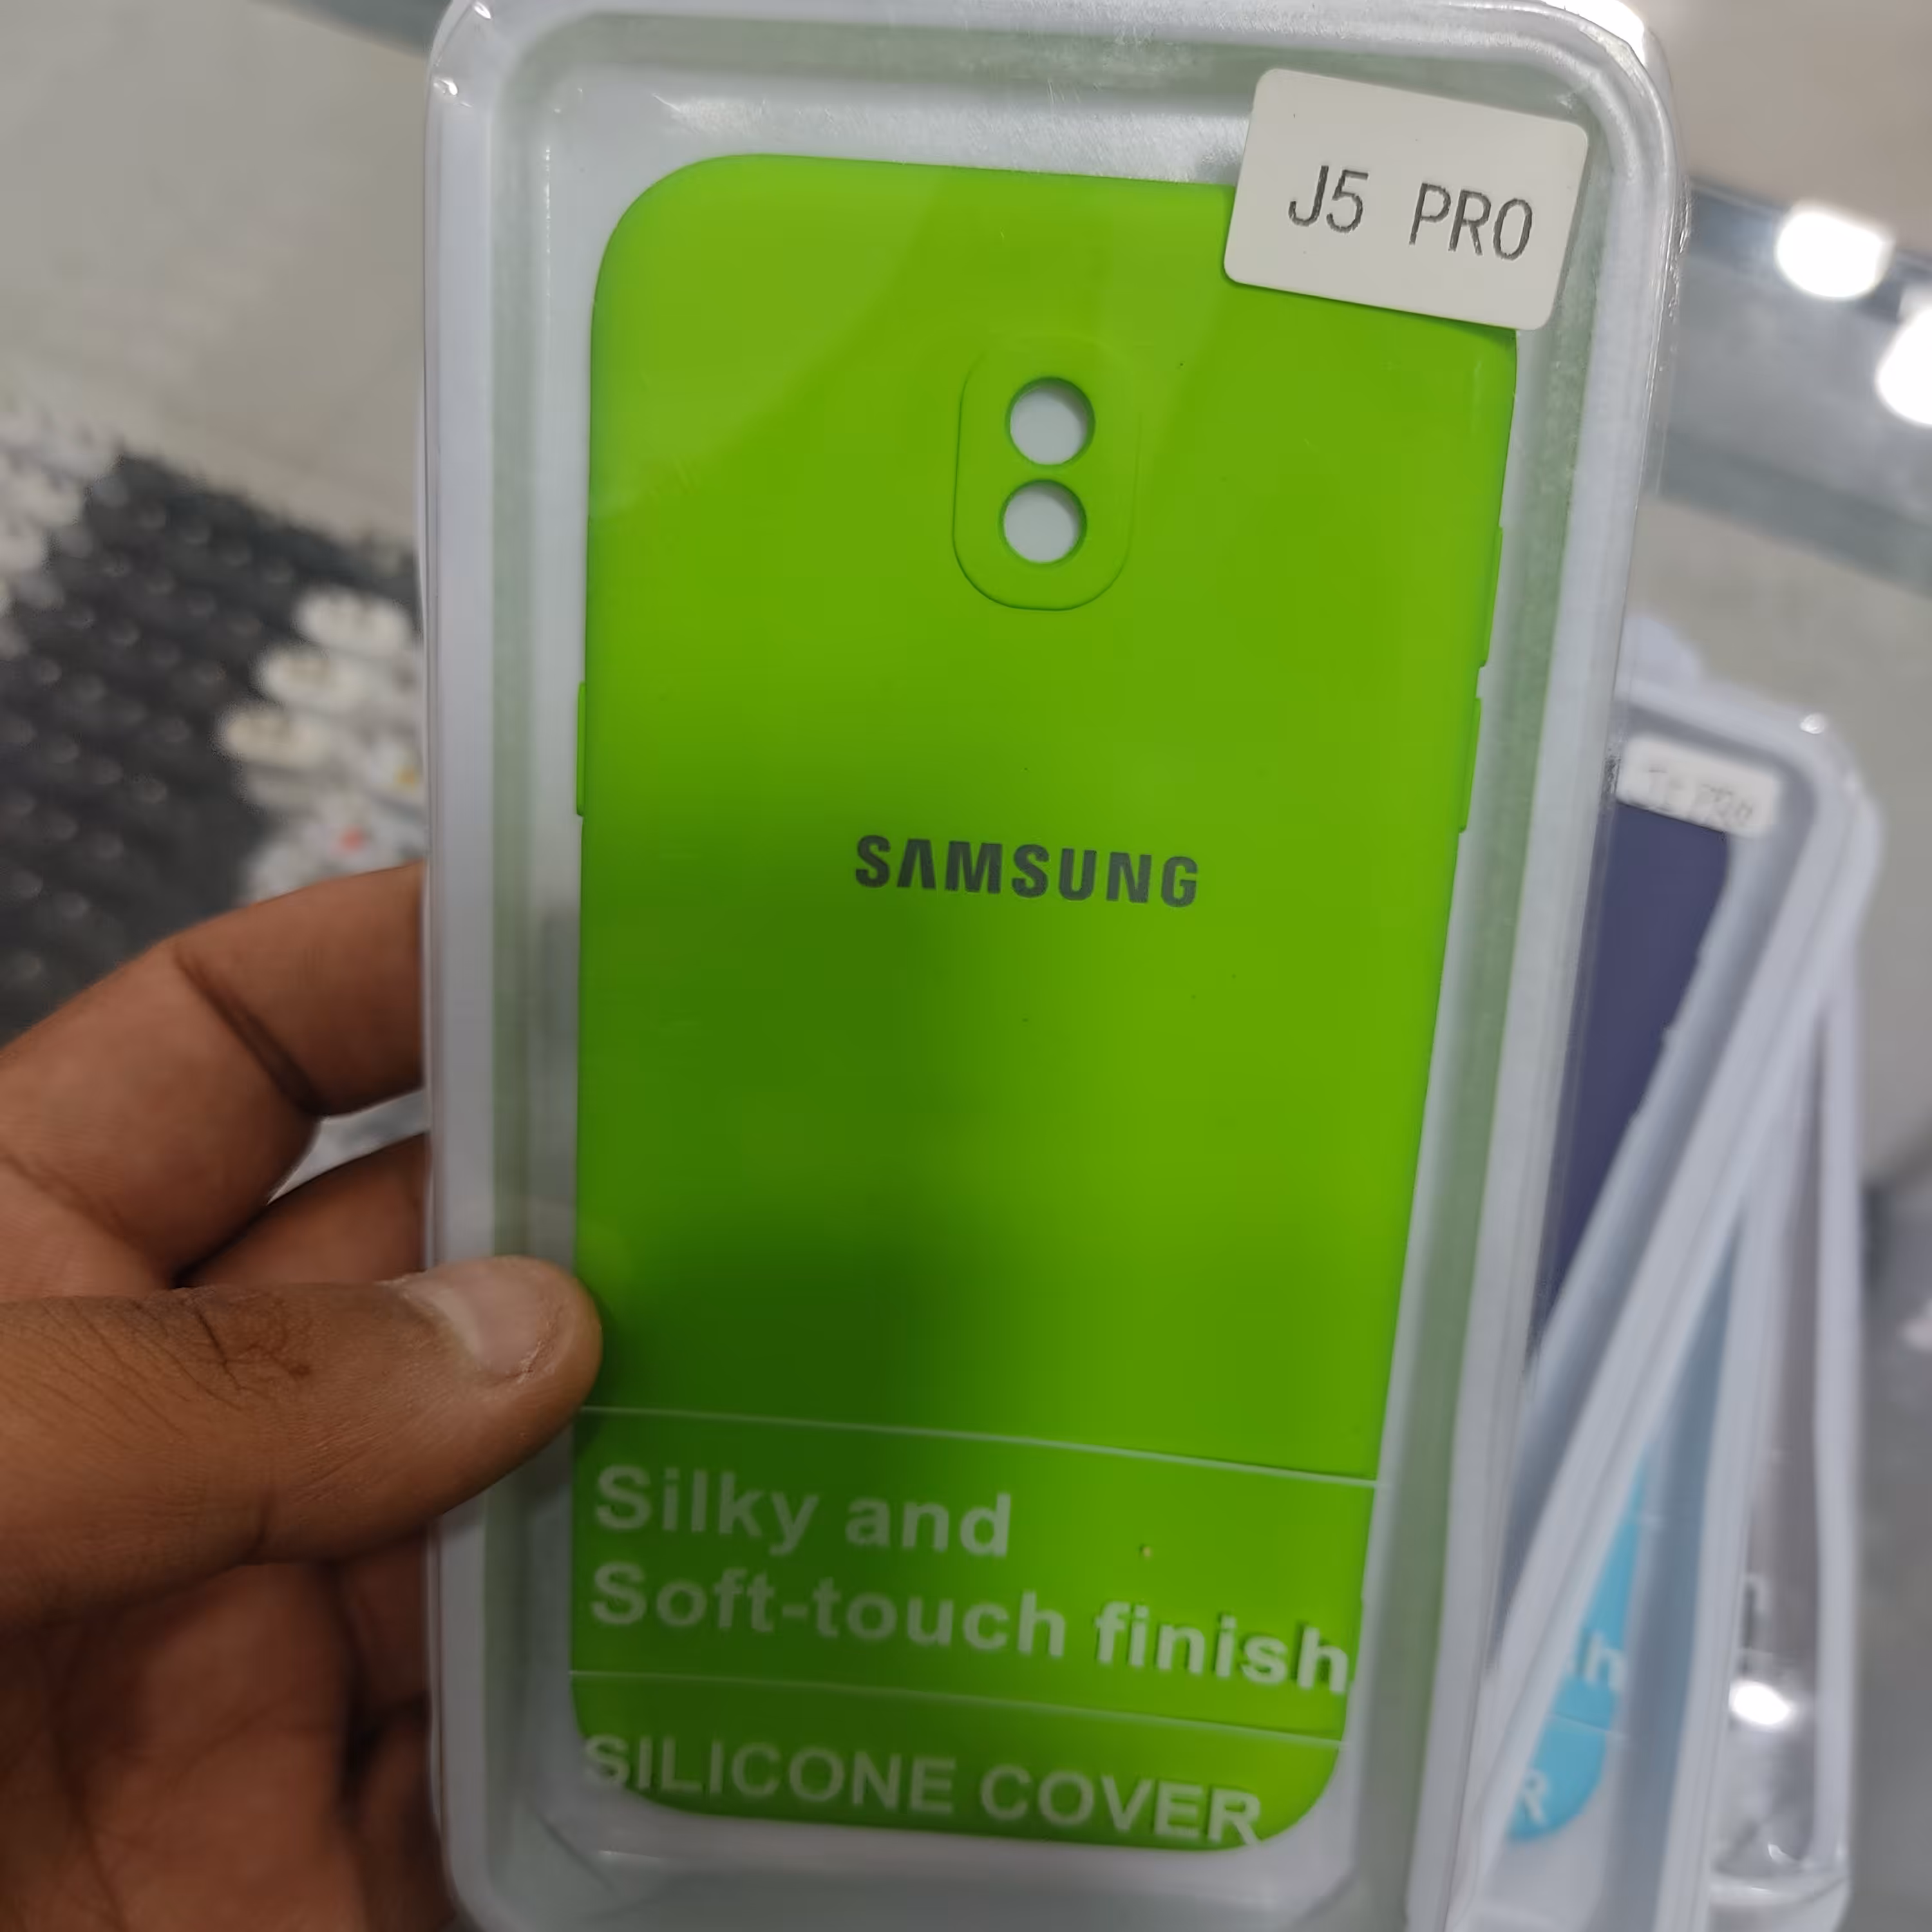 J5 PRO
SAMSUNG
Silky and
Soft-touch finish
SILICONE COVER